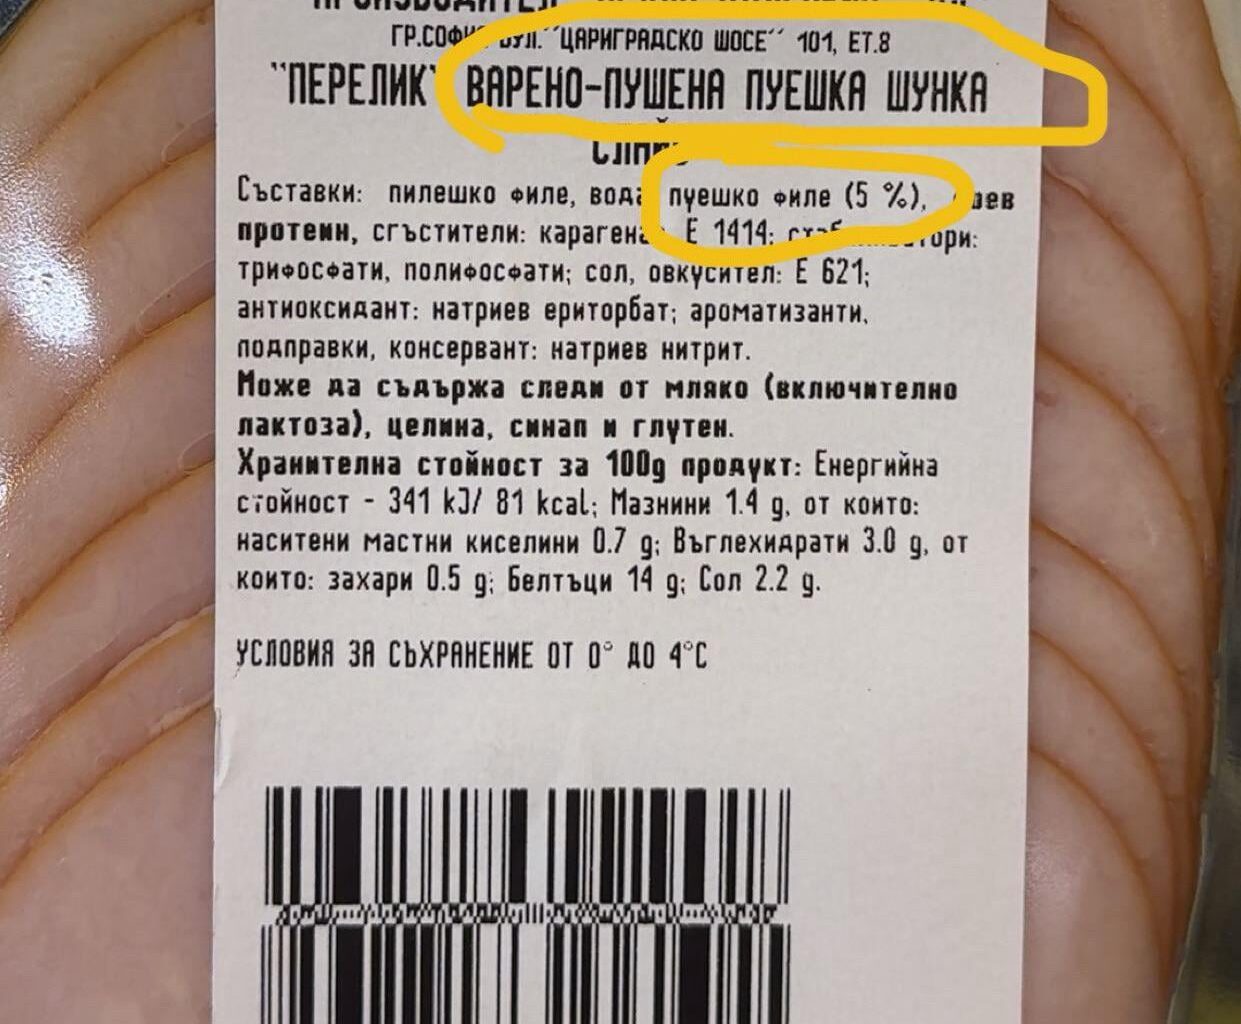 ПРОИЗВОДИТЕЛ
ГР.СОФИЯ БУЛ. "ЦАРИГРАДСКО ШОСЕ" 101, ЕТ.8
"ПЕРЕЛИК" ВАРЕНО-ПУШЕНА ПУЕШКА ШУНКА
Съставки: пилешко филе, вода, пуешко филе (5 %), соев
протеин, сгъстители: карагенан, Е 1414; стабилизатори:
трифосфати, полифосфати; сол, овкусител: Е 621;
антиоксидант: натриев ериторбат; ароматизанти,
подправки, консервант: натриев нитрит.
Може да съдържа следи от мляко (включително
лактоза), целина, синап и глутен.
Хранителна стойност за 100g продукт: Енергийна
стойност - 341 kJ/ 81 kcal; Мазнини 1.4 g, от които:
наситени мастни киселини 0.7 g; Въглехидрати 3.0 g, от
които: захари 0.5 g; Белтъци 14 g; Сол 2.2 g.
УСЛОВИЯ ЗА СЪХРАНЕНИЕ ОТ 0° ДО 4°C